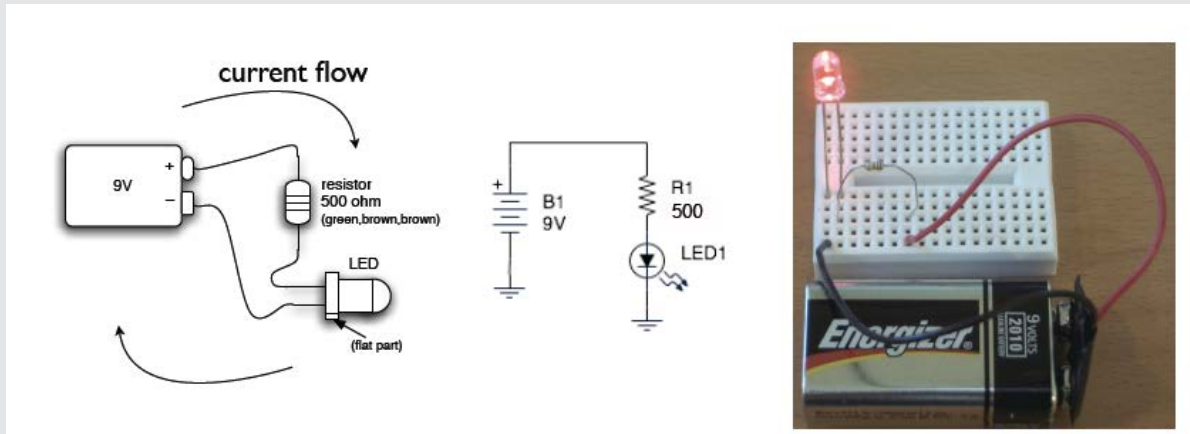 current flow
9V
+
−
resistor
500 ohm
(green,brown,brown)
LED
(flat part)
+
B1
9V
R1
500
LED1
Energizer.
9 VOLTS
2010